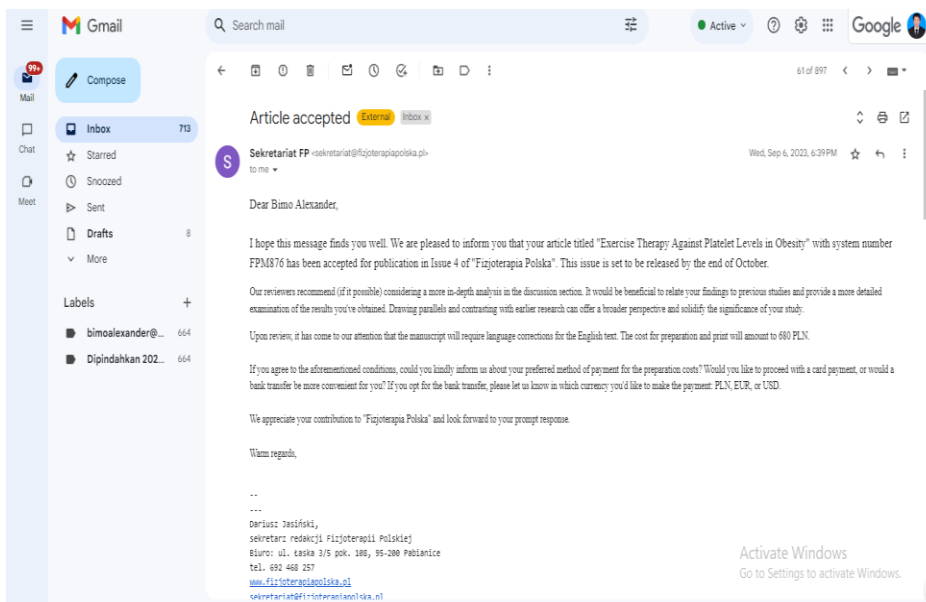 Gmail
Search mail
Active
Google
99+
Mail
Compose
61 of 897
Chat
Meet
Inbox 713
Starred
Snoozed
Sent
Drafts 8
More
Labels +
bimoalexander@... 664
Dipindahkan 202... 664
Article accepted External Inbox x
S
Sekretariat FP <sekretariat@fizjoterapiapolska.pl>
Wed, Sep 6, 2023, 6:39 PM
to me
Dear Bimo Alexander,
I hope this message finds you well. We are pleased to inform you that your article titled "Exercise Therapy Against Platelet Levels in Obesity" with system number
FPM876 has been accepted for publication in Issue 4 of "Fizjoterapia Polska". This issue is set to be released by the end of October.
Our reviewers recommend (if it possible) considering a more in-depth analysis in the discussion section. It would be beneficial to relate your findings to previous studies and provide a more detailed
examination of the results you've obtained. Drawing parallels and contrasting with earlier research can offer a broader perspective and solidify the significance of your study.
Upon review, it has come to our attention that the manuscript will require language corrections for the English text. The cost for preparation and print will amount to 680 PLN.
If you agree to the aforementioned conditions, could you kindly inform us about your preferred method of payment for the preparation costs? Would you like to proceed with a card payment, or would a
bank transfer be more convenient for you? If you opt for the bank transfer, please let us know in which currency you'd like to make the payment: PLN, EUR, or USD.
We appreciate your contribution to "Fizjoterapia Polska" and look forward to your prompt response.
Warm regards,
--
---
Dariusz Jasiński,
sekretarz redakcji Fizjoterapii Polskiej
Biuro: ul. Łaska 3/5 pok. 108, 95-200 Pabianice
tel. 692 468 257
www.fizjoterapiapolska.pl
sekretariat@fizjoterapiapolska.pl
Activate Windows
Go to Settings to activate Windows.